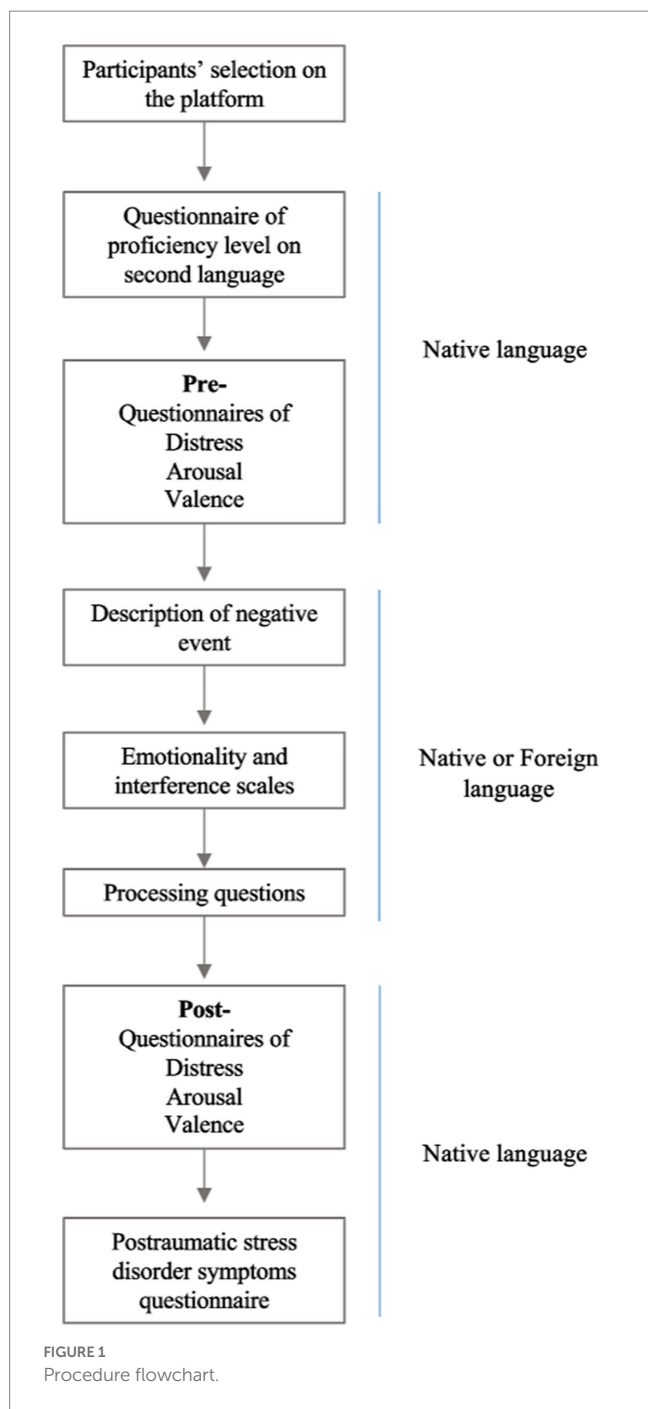 Participants' selection on
the platform
Questionnaire of
proficiency level on
second language
Native language
Pre-
Questionnaires of
Distress
Arousal
Valence
Description of negative
event
Emotionality and
interference scales
Native or Foreign
language
Processing questions
Post-
Questionnaires of
Distress
Arousal
Valence
Native language
Postraumatic stress
disorder symptoms
questionnaire
FIGURE 1
Procedure flowchart.